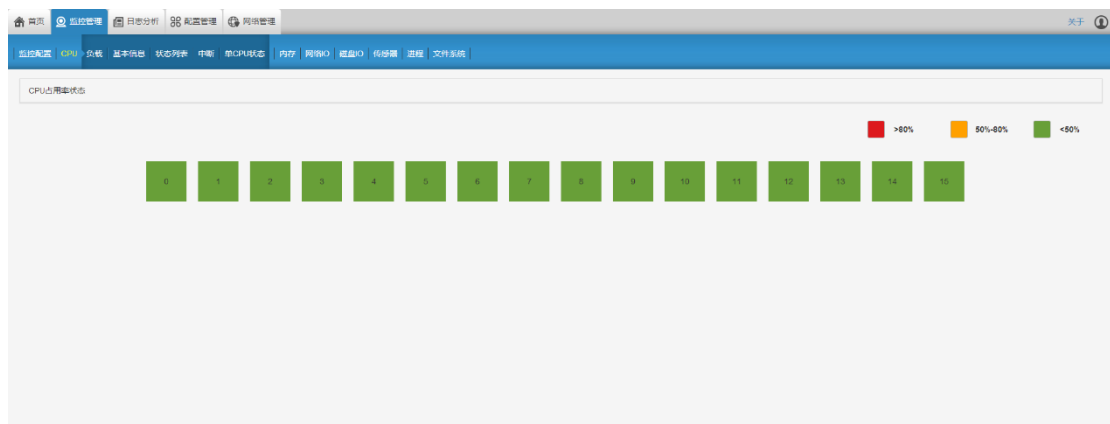 首页 监控管理 日志分析 配置管理 网络管理 关于
监控配置 CPU 负载 基本信息 状态列表 中断 单CPU状态 内存 网络IO 磁盘IO 传感器 进程 文件系统
CPU占用率状态
>80% 50%-80% <50%
0 1 2 3 4 5 6 7 8 9 10 11 12 13 14 15